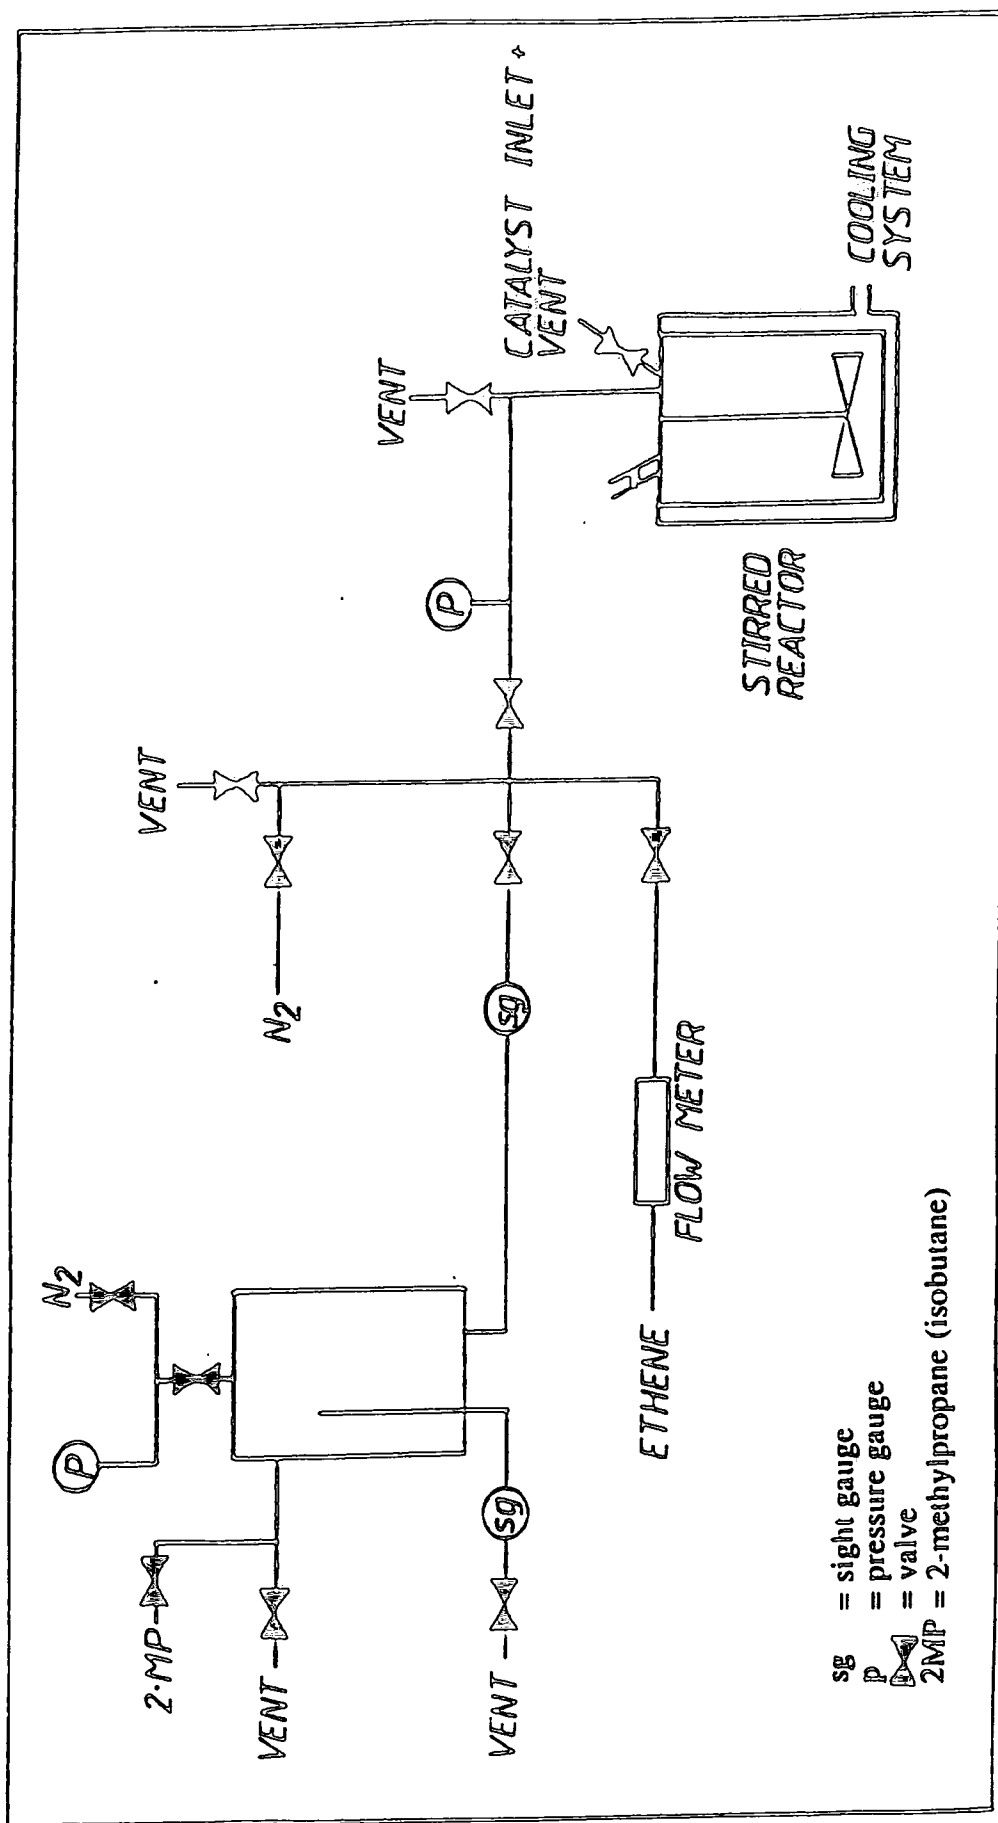 N2
P
2·MP
VENT
VENT
sg
VENT
N2
sg
ETHENE
FLOW METER
P
VENT
CATALYST INLET +
VENT
STIRRED
REACTOR
COOLING
SYSTEM
sg = sight gauge
p = pressure gauge
= valve
2MP = 2-methylpropane (isobutane)